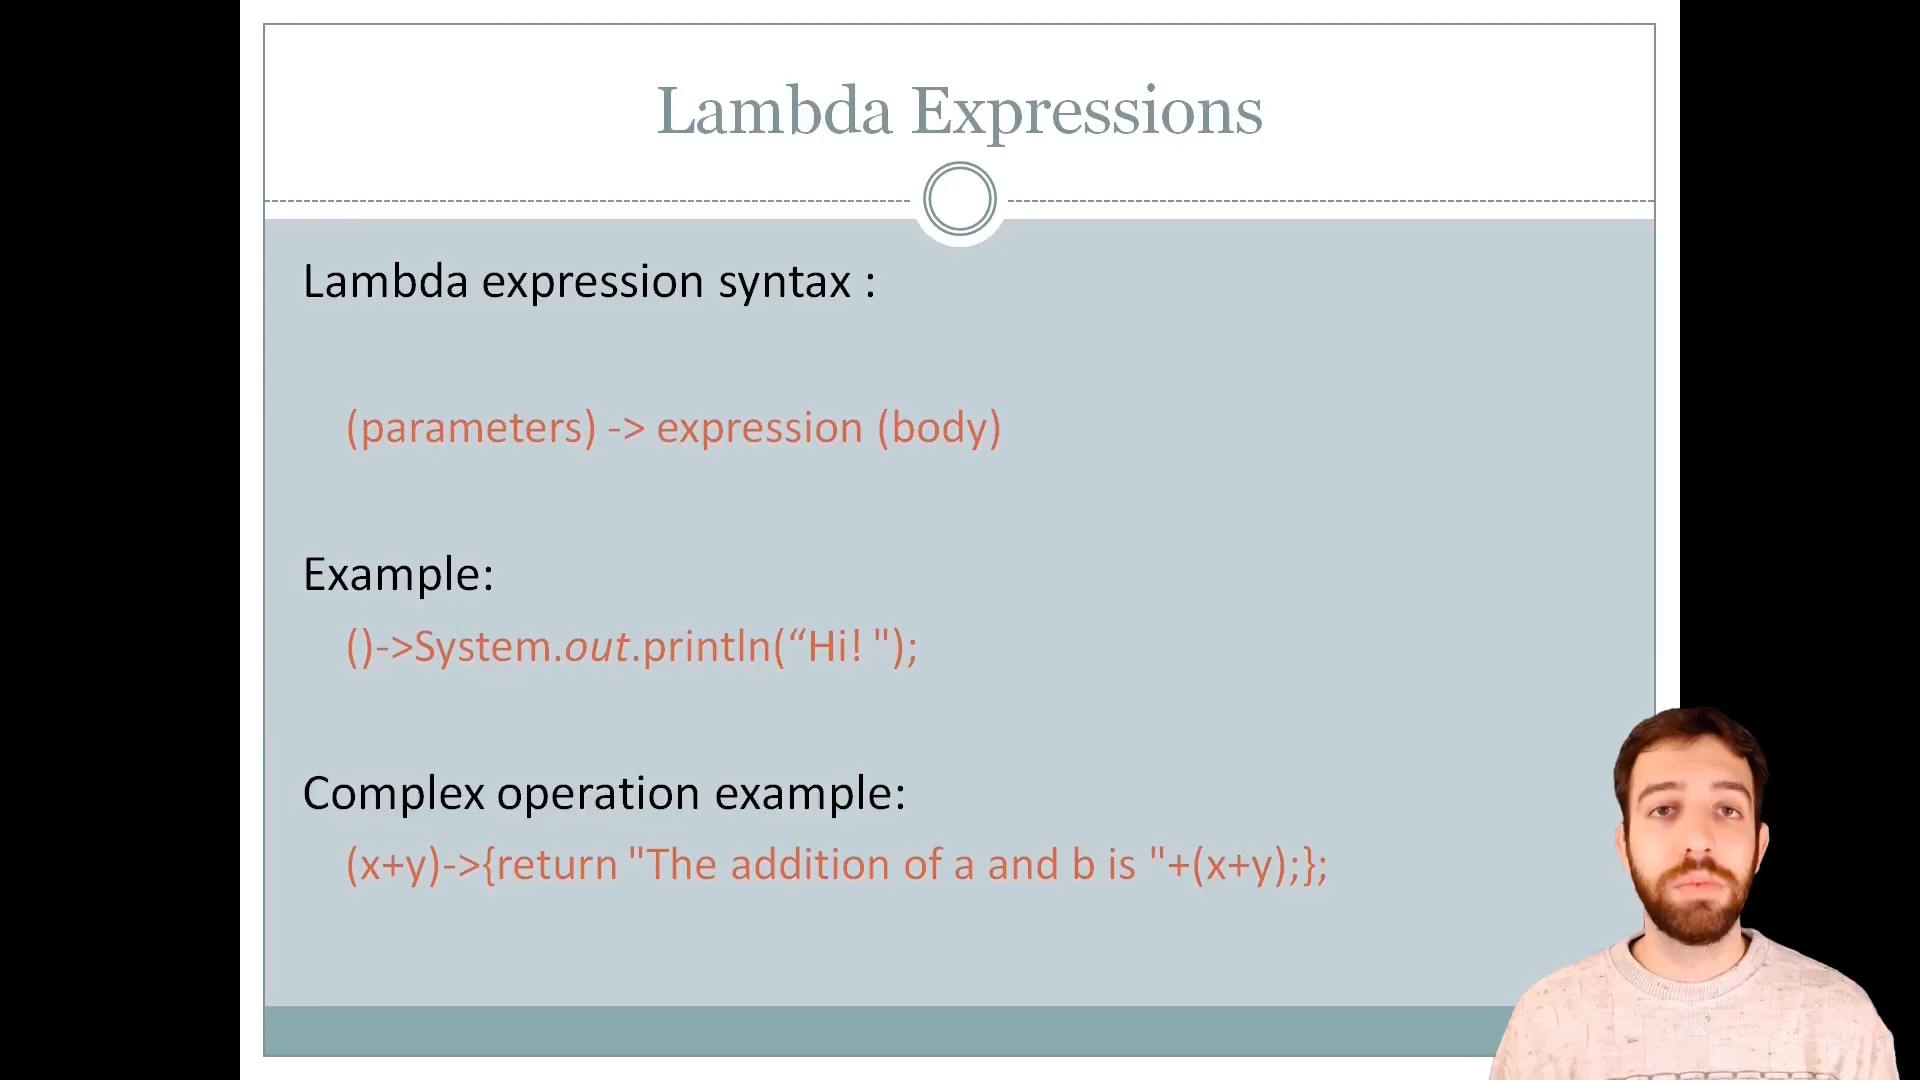 Lambda Expressions
Lambda expression syntax :
(parameters) -> expression (body)
Example:
()->System.out.println(“Hi! ");
Complex operation example:
(x+y)->{return "The addition of a and b is "+(x+y);};